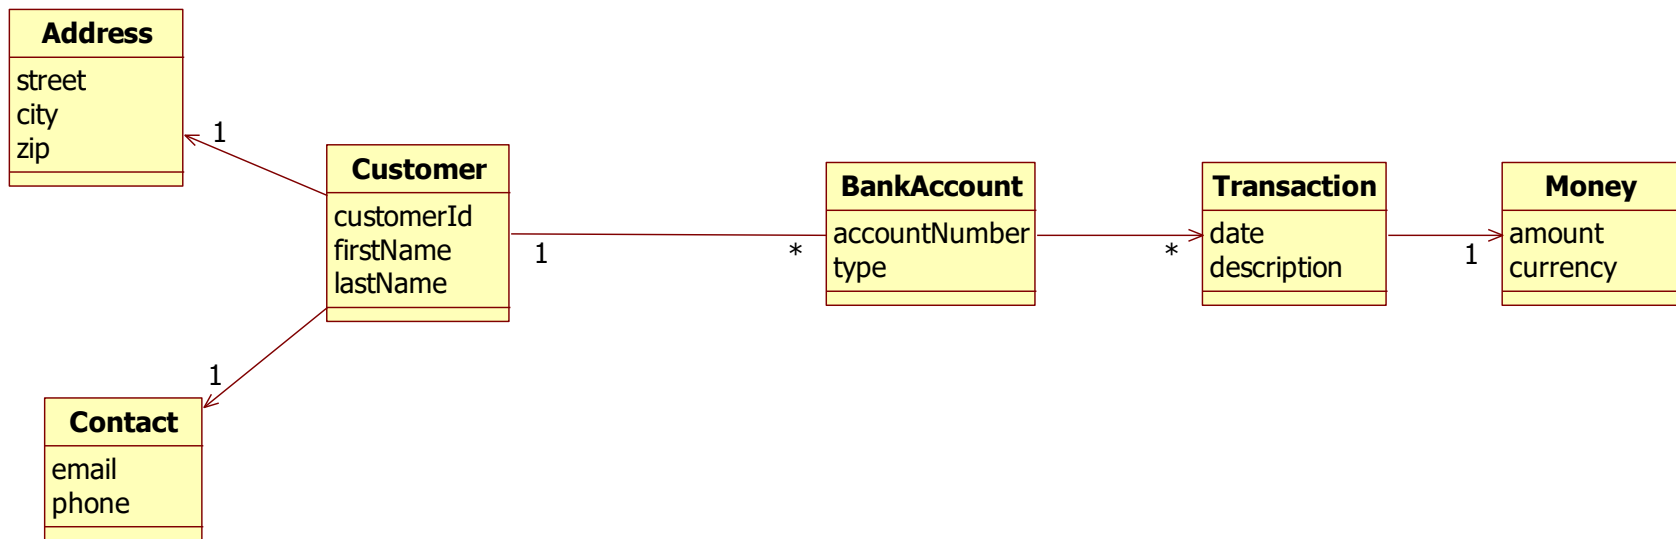 Address
street
city
zip
1
Customer
customerId
firstName
lastName
1
*
BankAccount
accountNumber
type
*
Transaction
date
description
1
Money
amount
currency
1
Contact
email
phone